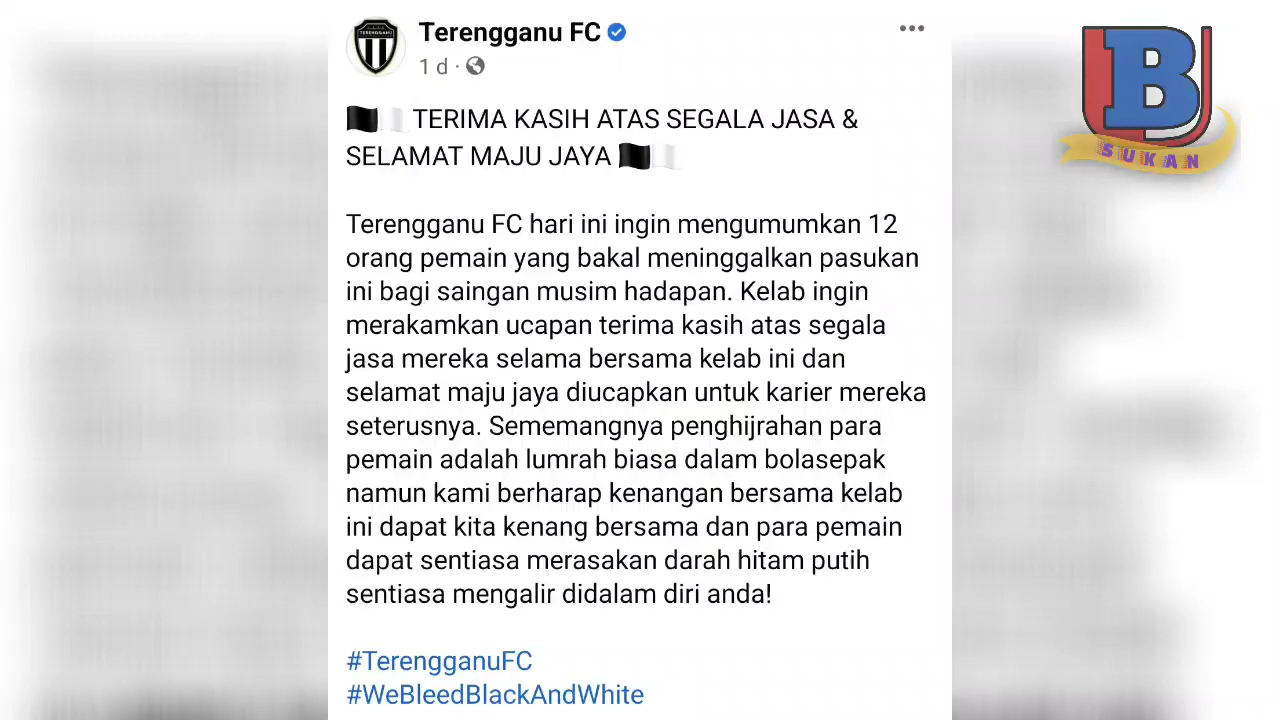 Terengganu FC
1 d ·
TERIMA KASIH ATAS SEGALA JASA &
SELAMAT MAJU JAYA
Terengganu FC hari ini ingin mengumumkan 12
orang pemain yang bakal meninggalkan pasukan
ini bagi saingan musim hadapan. Kelab ingin
merakamkan ucapan terima kasih atas segala
jasa mereka selama bersama kelab ini dan
selamat maju jaya diucapkan untuk karier mereka
seterusnya. Sememangnya penghijrahan para
pemain adalah lumrah biasa dalam bolasepak
namun kami berharap kenangan bersama kelab
ini dapat kita kenang bersama dan para pemain
dapat sentiasa merasakan darah hitam putih
sentiasa mengalir didalam diri anda!
#TerengganuFC
#WeBleedBlackAndWhite
TERENGGANU
B
SUKAN